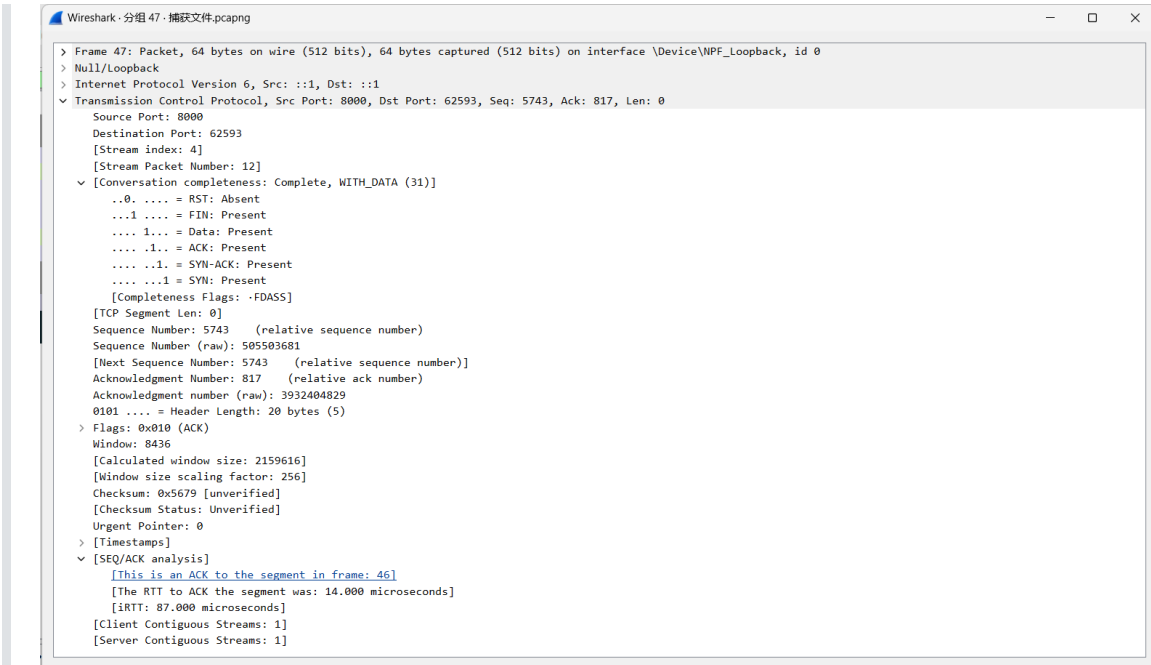 Wireshark · 分组 47 · 捕获文件.pcapng
Frame 47: Packet, 64 bytes on wire (512 bits), 64 bytes captured (512 bits) on interface \Device\NPF_Loopback, id 0
Null/Loopback
Internet Protocol Version 6, Src: ::1, Dst: ::1
Transmission Control Protocol, Src Port: 8000, Dst Port: 62593, Seq: 5743, Ack: 817, Len: 0
Source Port: 8000
Destination Port: 62593
[Stream index: 4]
[Stream Packet Number: 12]
[Conversation completeness: Complete, WITH_DATA (31)]
..0. .... = RST: Absent
...1 .... = FIN: Present
.... 1... = Data: Present
.... .1.. = ACK: Present
.... ..1. = SYN-ACK: Present
.... ...1 = SYN: Present
[Completeness Flags: ·FDASS]
[TCP Segment Len: 0]
Sequence Number: 5743    (relative sequence number)
Sequence Number (raw): 505503681
[Next Sequence Number: 5743    (relative sequence number)]
Acknowledgment Number: 817    (relative ack number)
Acknowledgment number (raw): 3932404829
0101 .... = Header Length: 20 bytes (5)
Flags: 0x010 (ACK)
Window: 8436
[Calculated window size: 2159616]
[Window size scaling factor: 256]
Checksum: 0x5679 [unverified]
[Checksum Status: Unverified]
Urgent Pointer: 0
[Timestamps]
[SEQ/ACK analysis]
[This is an ACK to the segment in frame: 46]
[The RTT to ACK the segment was: 14.000 microseconds]
[iRTT: 87.000 microseconds]
[Client Contiguous Streams: 1]
[Server Contiguous Streams: 1]